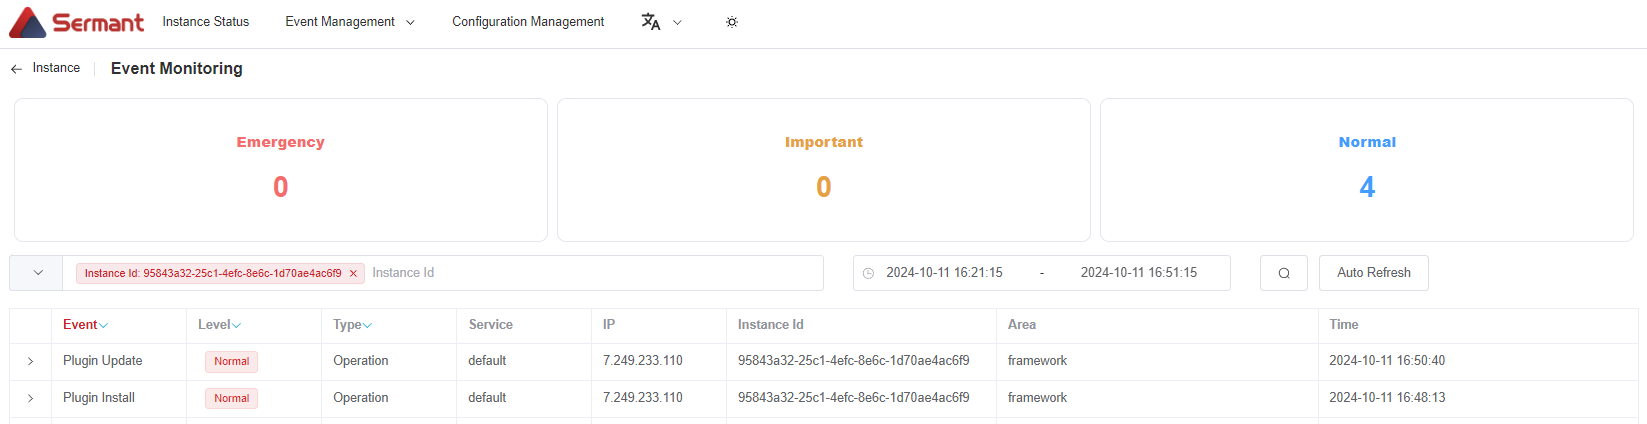 Sermant Instance Status Event Management Configuration Management
Instance Event Monitoring
Emergency Important Normal
0 0 4
Instance Id: 95843a32-25c1-4efc-8e6c-1d70ae4ac6f9 Instance Id 2024-10-11 16:21:15 - 2024-10-11 16:51:15 Auto Refresh
Event Level Type Service IP Instance Id Area Time
Plugin Update Normal Operation default 7.249.233.110 95843a32-25c1-4efc-8e6c-1d70ae4ac6f9 framework 2024-10-11 16:50:40
Plugin Install Normal Operation default 7.249.233.110 95843a32-25c1-4efc-8e6c-1d70ae4ac6f9 framework 2024-10-11 16:48:13